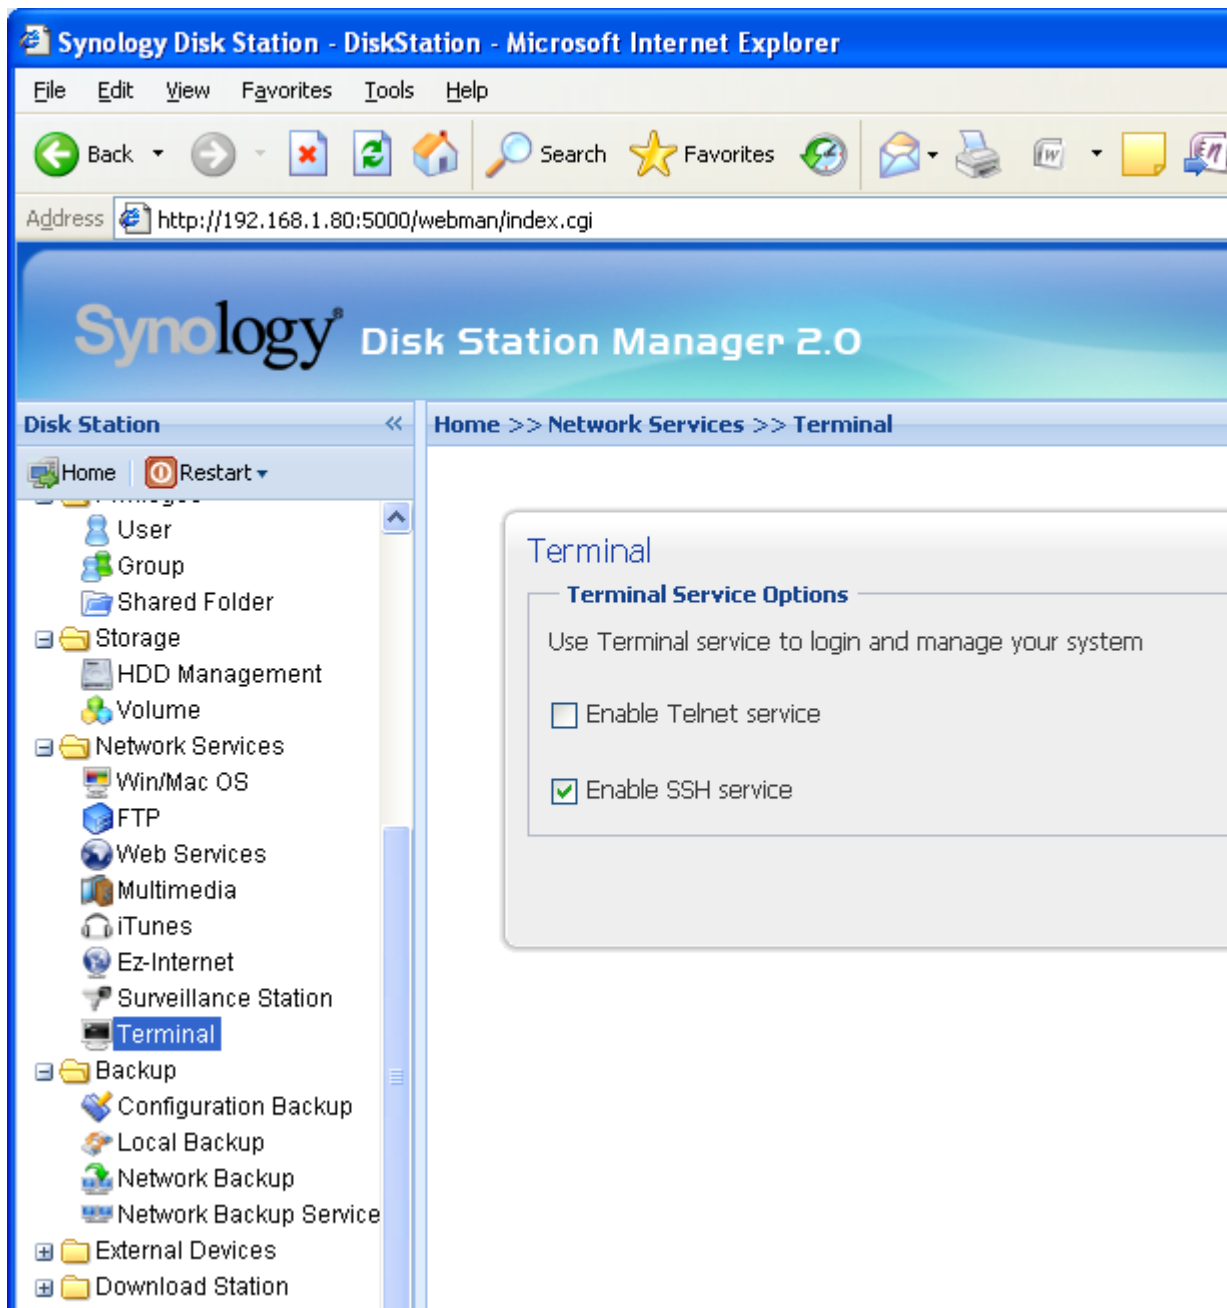 Synology Disk Station - DiskStation - Microsoft Internet Explorer
File Edit View Favorites Tools Help
Back Search Favorites
Address http://192.168.1.80:5000/webman/index.cgi
Synology® Disk Station Manager 2.0
Disk Station «
Home >> Network Services >> Terminal
Home Restart
User
Group
Shared Folder
Storage
HDD Management
Volume
Network Services
Win/Mac OS
FTP
Web Services
Multimedia
iTunes
Ez-Internet
Surveillance Station
Terminal
Backup
Configuration Backup
Local Backup
Network Backup
Network Backup Service
External Devices
Download Station
Terminal
Terminal Service Options
Use Terminal service to login and manage your system
Enable Telnet service
Enable SSH service